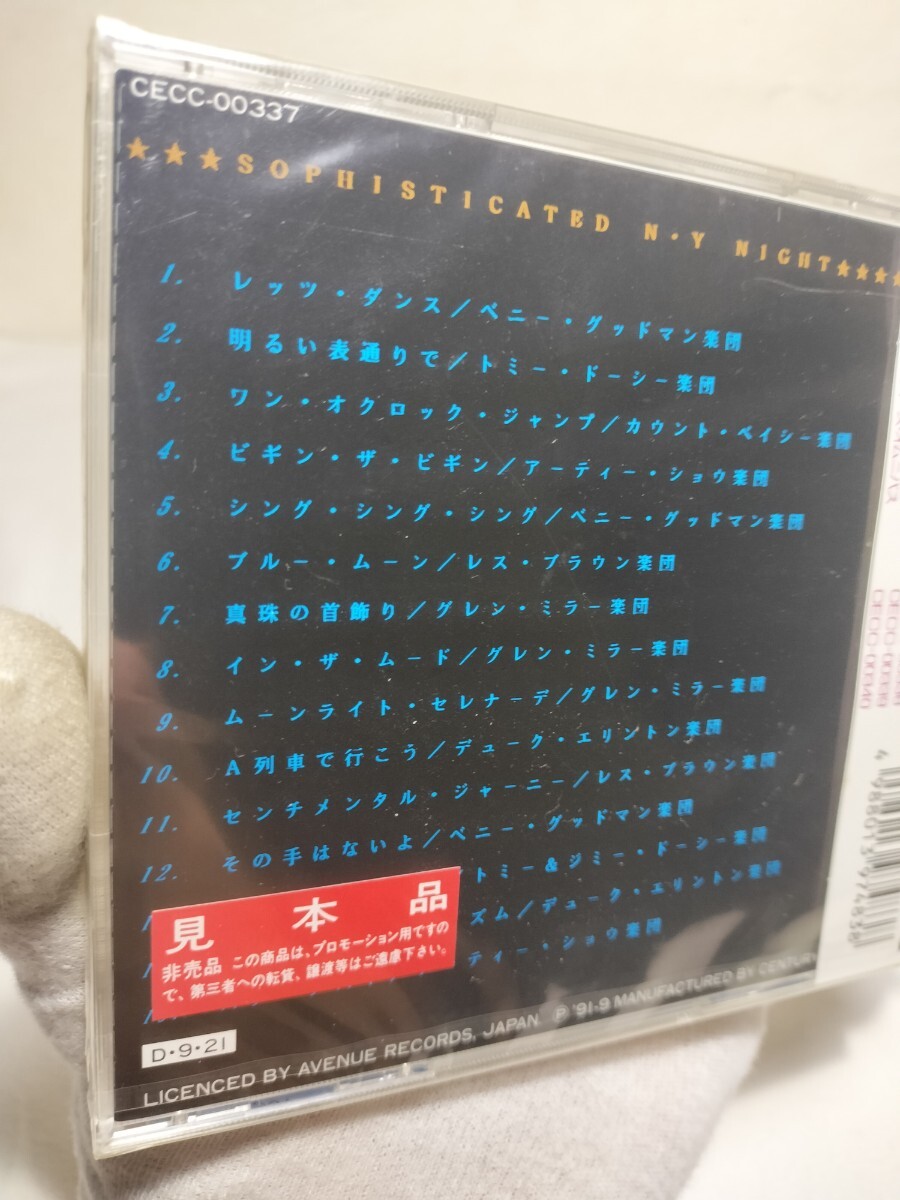 CECC-00337
★★★SOPHISTICATED N・Y NIGHT★★★★
1. レッツ・ダンス/ベニー・グッドマン楽団
2. 明るい表通りで/トミー・ドーシー楽団
3. ワン・オクロック・ジャンプ/カウント・ベイシー楽団
4. ビギン・ザ・ビギン/アーティー・ショウ楽団
5. シング・シング・シング/ベニー・グッドマン楽団
6. ブルー・ムーン/レス・ブラウン楽団
7. 真珠の首飾り/グレン・ミラー楽団
8. イン・ザ・ムード/グレン・ミラー楽団
9. ムーンライト・セレナーデ/グレン・ミラー楽団
10. A列車で行こう/デューク・エリントン楽団
11. センチメンタル・ジャーニー/レス・ブラウン楽団
12. その手はないよ/ベニー・グッドマン楽団
トミー&ジミー・ドーシー楽団
ズム/デューク・エリントン楽団
ティー・ショウ楽団
見本品
非売品 この商品は、プロモーション用ですの
で、第三者への転貸、譲渡等はご遠慮下さい。
D・9・21
LICENCED BY AVENUE RECORDS, JAPAN. Ⓟ '91-9 MANUFACTURED BY CENTURY